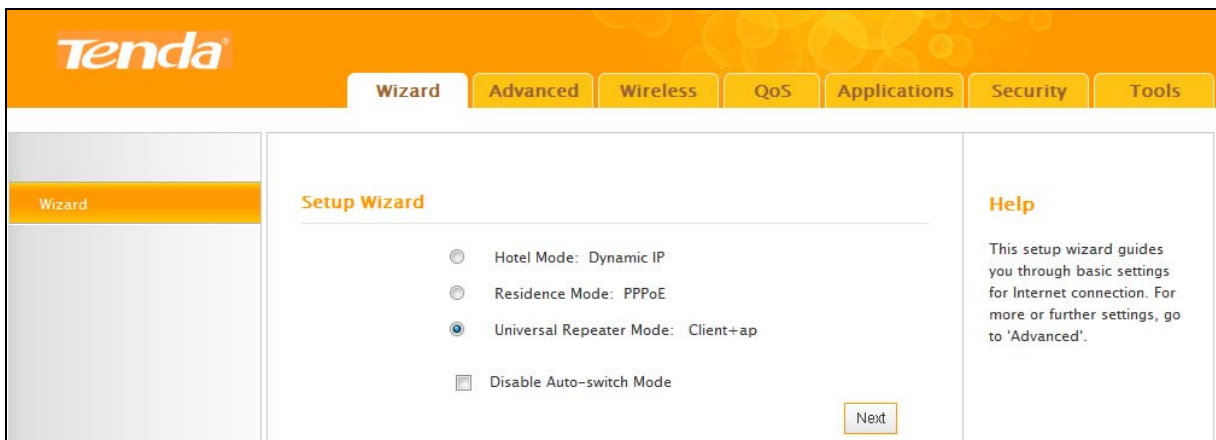 Tenda
Wizard Advanced Wireless QoS Applications Security Tools
Wizard
Setup Wizard
Hotel Mode: Dynamic IP
Residence Mode: PPPoE
Universal Repeater Mode: Client+ap
Disable Auto-switch Mode
Next
Help
This setup wizard guides
you through basic settings
for Internet connection. For
more or further settings, go
to 'Advanced'.